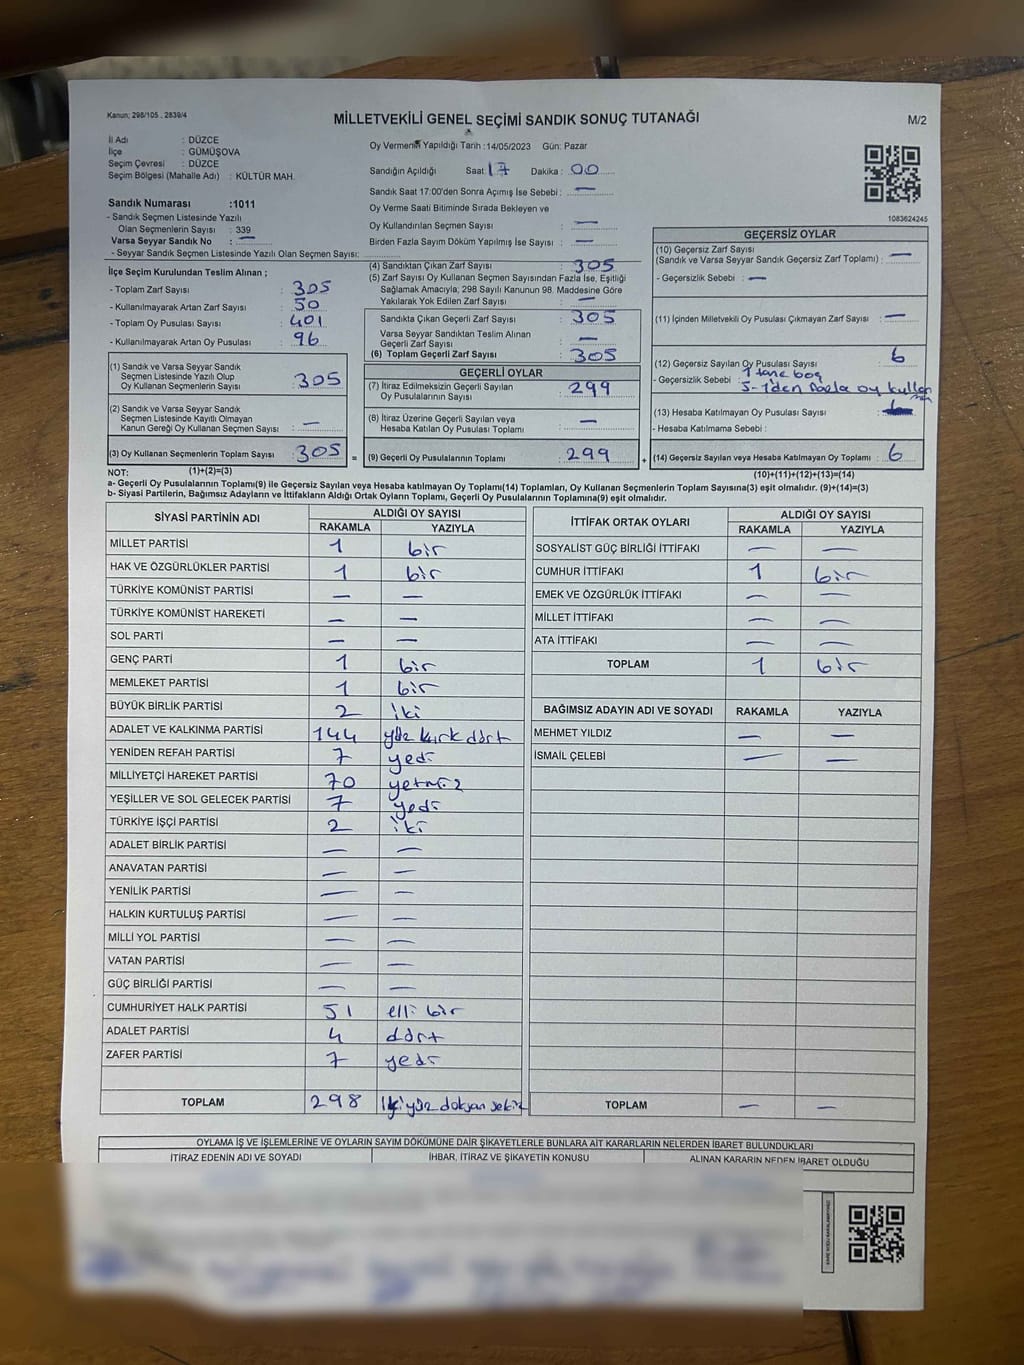 Kanun; 298/105 . 2839/4
MİLLETVEKİLİ GENEL SEÇİMİ SANDIK SONUÇ TUTANAĞI
M/2
İl Adı : DÜZCE
İlçe : GÜMÜŞOVA
Seçim Çevresi : DÜZCE
Seçim Bölgesi (Mahalle Adı) : KÜLTÜR MAH.
Sandık Numarası :1011
- Sandık Seçmen Listesinde Yazılı
Olan Seçmenlerin Sayısı : 339
Varsa Seyyar Sandık No : —
- Seyyar Sandık Seçmen Listesinde Yazılı Olan Seçmen Sayısı:
Oy Vermenin Yapıldığı Tarih :14/05/2023 Gün: Pazar
Sandığın Açıldığı Saat: 17 Dakika : 00
Sandık Saat 17:00'den Sonra Açımış İse Sebebi : —
Oy Verme Saati Bitiminde Sırada Bekleyen ve
Oy Kullandırılan Seçmen Sayısı : —
Birden Fazla Sayım Döküm Yapılmış İse Sayısı : —
1083624245
İlçe Seçim Kurulundan Teslim Alınan ;
- Toplam Zarf Sayısı : 305
- Kullanılmayarak Artan Zarf Sayısı : 50
- Toplam Oy Pusulası Sayısı : 401
- Kullanılmayarak Artan Oy Pusulası : 96
(1) Sandık ve Varsa Seyyar Sandık
Seçmen Listesinde Yazılı Olup
Oy Kullanan Seçmenlerin Sayısı : 305
(2) Sandık ve Varsa Seyyar Sandık
Seçmen Listesinde Kayıtlı Olmayan
Kanun Gereği Oy Kullanan Seçmen Sayısı : —
(3) Oy Kullanan Seçmenlerin Toplam Sayısı : 305 =
(4) Sandıktan Çıkan Zarf Sayısı : 305
(5) Zarf Sayısı Oy Kullanan Seçmen Sayısından Fazla İse, Eşitliği
Sağlamak Amacıyla; 298 Sayılı Kanunun 98. Maddesine Göre
Yakılarak Yok Edilen Zarf Sayısı : —
Sandıkta Çıkan Geçerli Zarf Sayısı : 305
Varsa Seyyar Sandıktan Teslim Alınan
Geçerli Zarf Sayısı : —
(6) Toplam Geçerli Zarf Sayısı : 305
GEÇERLİ OYLAR
(7) İtiraz Edilmeksizin Geçerli Sayılan
Oy Pusulalarının Sayısı : 299
(8) İtiraz Üzerine Geçerli Sayılan veya
Hesaba Katılan Oy Pusulası Toplamı : —
(9) Geçerli Oy Pusulalarının Toplamı : 299 +
GEÇERSİZ OYLAR
(10) Geçersiz Zarf Sayısı
(Sandık ve Varsa Seyyar Sandık Geçersiz Zarf Toplamı) : —
- Geçersizlik Sebebi : —
(11) İçinden Milletvekili Oy Pusulası Çıkmayan Zarf Sayısı : —
(12) Geçersiz Sayılan Oy Pusulası Sayısı : 6
1 tane boş
- Geçersizlik Sebebi : 5-1'den fazla oy kullan
(13) Hesaba Katılmayan Oy Pusulası Sayısı :
- Hesaba Katılmama Sebebi :
(14) Geçersiz Sayılan veya Hesaba Katılmayan Oy Toplamı : 6
NOT: (1)+(2)=(3)
(10)+(11)+(12)+(13)=(14)
a- Geçerli Oy Pusulalarının Toplamı(9) ile Geçersiz Sayılan veya Hesaba katılmayan Oy Toplamı(14) Toplamları, Oy Kullanan Seçmenlerin Toplam Sayısına(3) eşit olmalıdır. (9)+(14)=(3)
b- Siyasi Partilerin, Bağımsız Adayların ve İttifakların Aldığı Ortak Oyların Toplamı, Geçerli Oy Pusulalarının Toplamına(9) eşit olmalıdır.
SİYASİ PARTİNİN ADI ALDIĞI OY SAYISI
RAKAMLA YAZIYLA
MİLLET PARTİSİ 1 bir
HAK VE ÖZGÜRLÜKLER PARTİSİ 1 bir
TÜRKİYE KOMÜNİST PARTİSİ — —
TÜRKİYE KOMÜNİST HAREKETİ — —
SOL PARTİ — —
GENÇ PARTİ 1 bir
MEMLEKET PARTİSİ 1 bir
BÜYÜK BİRLİK PARTİSİ 2 iki
ADALET VE KALKINMA PARTİSİ 144 yüz kırk dört
YENİDEN REFAH PARTİSİ 7 yedi
MİLLİYETÇİ HAREKET PARTİSİ 70 yetmiş
YEŞİLLER VE SOL GELECEK PARTİSİ 7 yedi
TÜRKİYE İŞÇİ PARTİSİ 2 iki
ADALET BİRLİK PARTİSİ — —
ANAVATAN PARTİSİ — —
YENİLİK PARTİSİ — —
HALKIN KURTULUŞ PARTİSİ — —
MİLLİ YOL PARTİSİ — —
VATAN PARTİSİ — —
GÜÇ BİRLİĞİ PARTİSİ — —
CUMHURİYET HALK PARTİSİ 51 elli bir
ADALET PARTİSİ 4 dört
ZAFER PARTİSİ 7 yedi
TOPLAM 298 ikiyüz doksan sekiz
İTTİFAK ORTAK OYLARI ALDIĞI OY SAYISI
RAKAMLA YAZIYLA
SOSYALİST GÜÇ BİRLİĞİ İTTİFAKI — —
CUMHUR İTTİFAKI 1 bir
EMEK VE ÖZGÜRLÜK İTTİFAKI — —
MİLLET İTTİFAKI — —
ATA İTTİFAKI — —
TOPLAM 1 bir
BAĞIMSIZ ADAYIN ADI VE SOYADI RAKAMLA YAZIYLA
MEHMET YILDIZ — —
İSMAİL ÇELEBİ — —
TOPLAM — —
OYLAMA İŞ VE İŞLEMLERİNE VE OYLARIN SAYIM DÖKÜMÜNE DAİR ŞİKAYETLERLE BUNLARA AİT KARARLARIN NELERDEN İBARET BULUNDUKLARI
İTİRAZ EDENİN ADI VE SOYADI İHBAR, İTİRAZ VE ŞİKAYETİN KONUSU ALINAN KARARIN NEDEN İBARET OLDUĞU